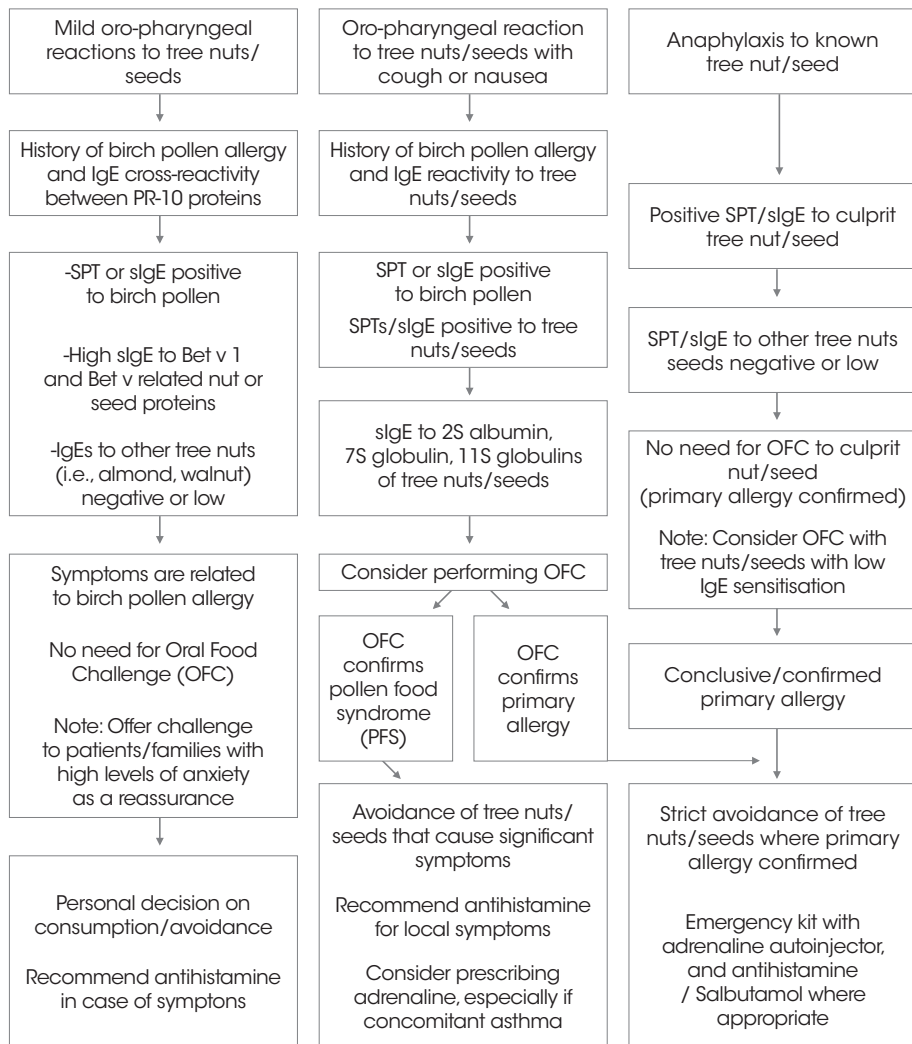 Mild oro-pharyngeal
reactions to tree nuts/
seeds
History of birch pollen allergy
and IgE cross-reactivity
between PR-10 proteins
-SPT or sIgE positive
to birch pollen
-High sIgE to Bet v 1
and Bet v related nut or
seed proteins
-IgEs to other tree nuts
(i.e., almond, walnut)
negative or low
Symptoms are related
to birch pollen allergy
No need for Oral Food
Challenge (OFC)
Note: Offer challenge
to patients/families with
high levels of anxiety
as a reassurance
Personal decision on
consumption/avoidance
Recommend antihistamine
in case of symptons
Oro-pharyngeal reaction
to tree nuts/seeds with
cough or nausea
History of birch pollen allergy
and IgE reactivity to tree
nuts/seeds
SPT or sIgE positive
to birch pollen
SPTs/sIgE positive to tree
nuts/seeds
sIgE to 2S albumin,
7S globulin, 11S globulins
of tree nuts/seeds
Consider performing OFC
OFC
confirms
pollen food
syndrome
(PFS)
OFC
confirms
primary
allergy
Avoidance of tree nuts/
seeds that cause significant
symptoms
Recommend antihistamine
for local symptoms
Consider prescribing
adrenaline, especially if
concomitant asthma
Anaphylaxis to known
tree nut/seed
Positive SPT/sIgE to culprit
tree nut/seed
SPT/sIgE to other tree nuts
seeds negative or low
No need for OFC to culprit
nut/seed
(primary allergy confirmed)
Note: Consider OFC with
tree nuts/seeds with low
IgE sensitisation
Conclusive/confirmed
primary allergy
Strict avoidance of tree
nuts/seeds where primary
allergy confirmed
Emergency kit with
adrenaline autoinjector,
and antihistamine
/ Salbutamol where
appropriate